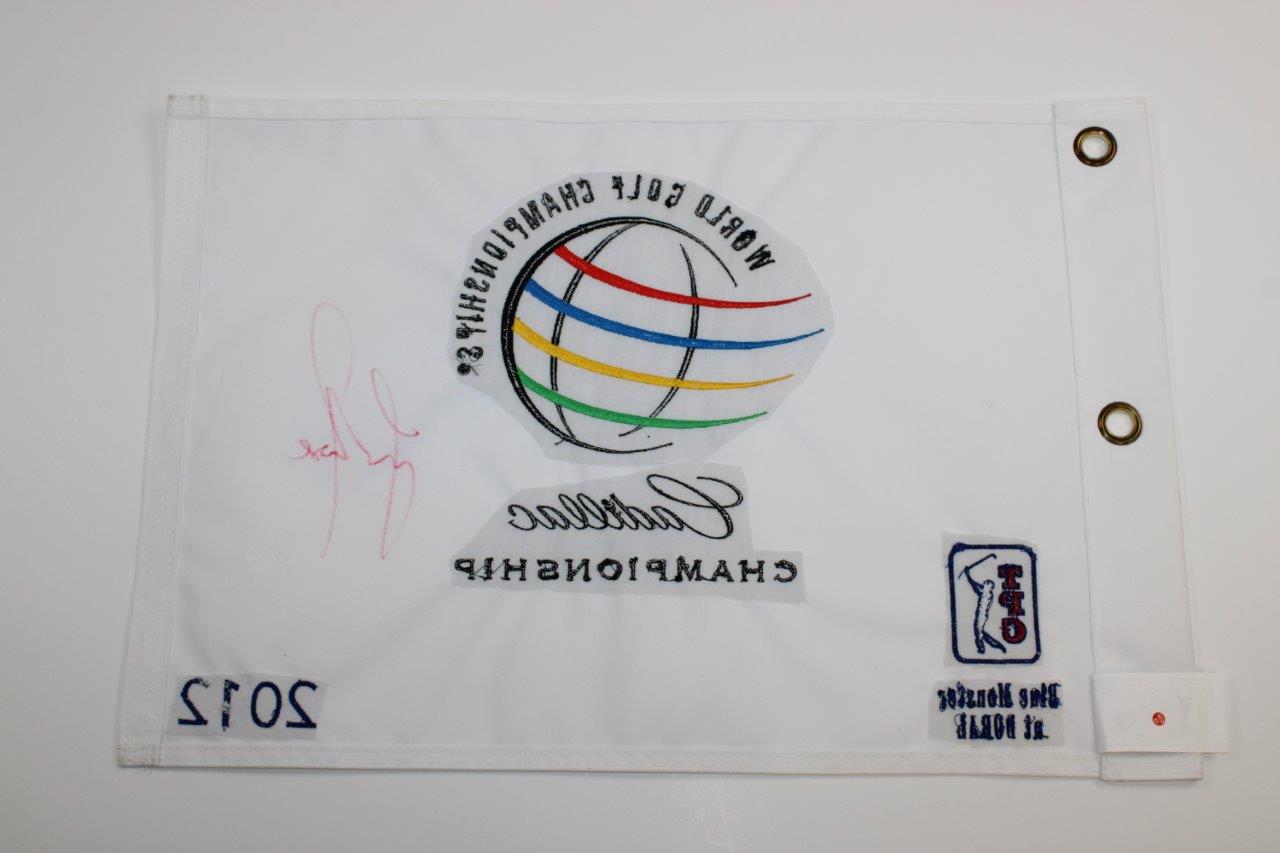 WORLD GOLF CHAMPIONSHIPS
Cadillac
CHAMPIONSHIP
TPC
Blue Monster
at DORAL
2012